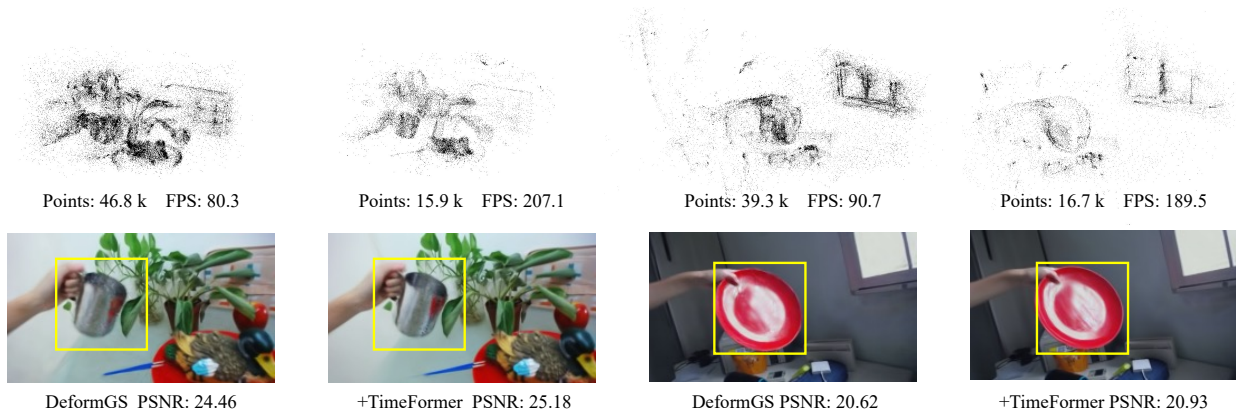 Points: 46.8 k FPS: 80.3
Points: 15.9 k FPS: 207.1
Points: 39.3 k FPS: 90.7
Points: 16.7 k FPS: 189.5
DeformGS PSNR: 24.46
+TimeFormer PSNR: 25.18
DeformGS PSNR: 20.62
+TimeFormer PSNR: 20.93